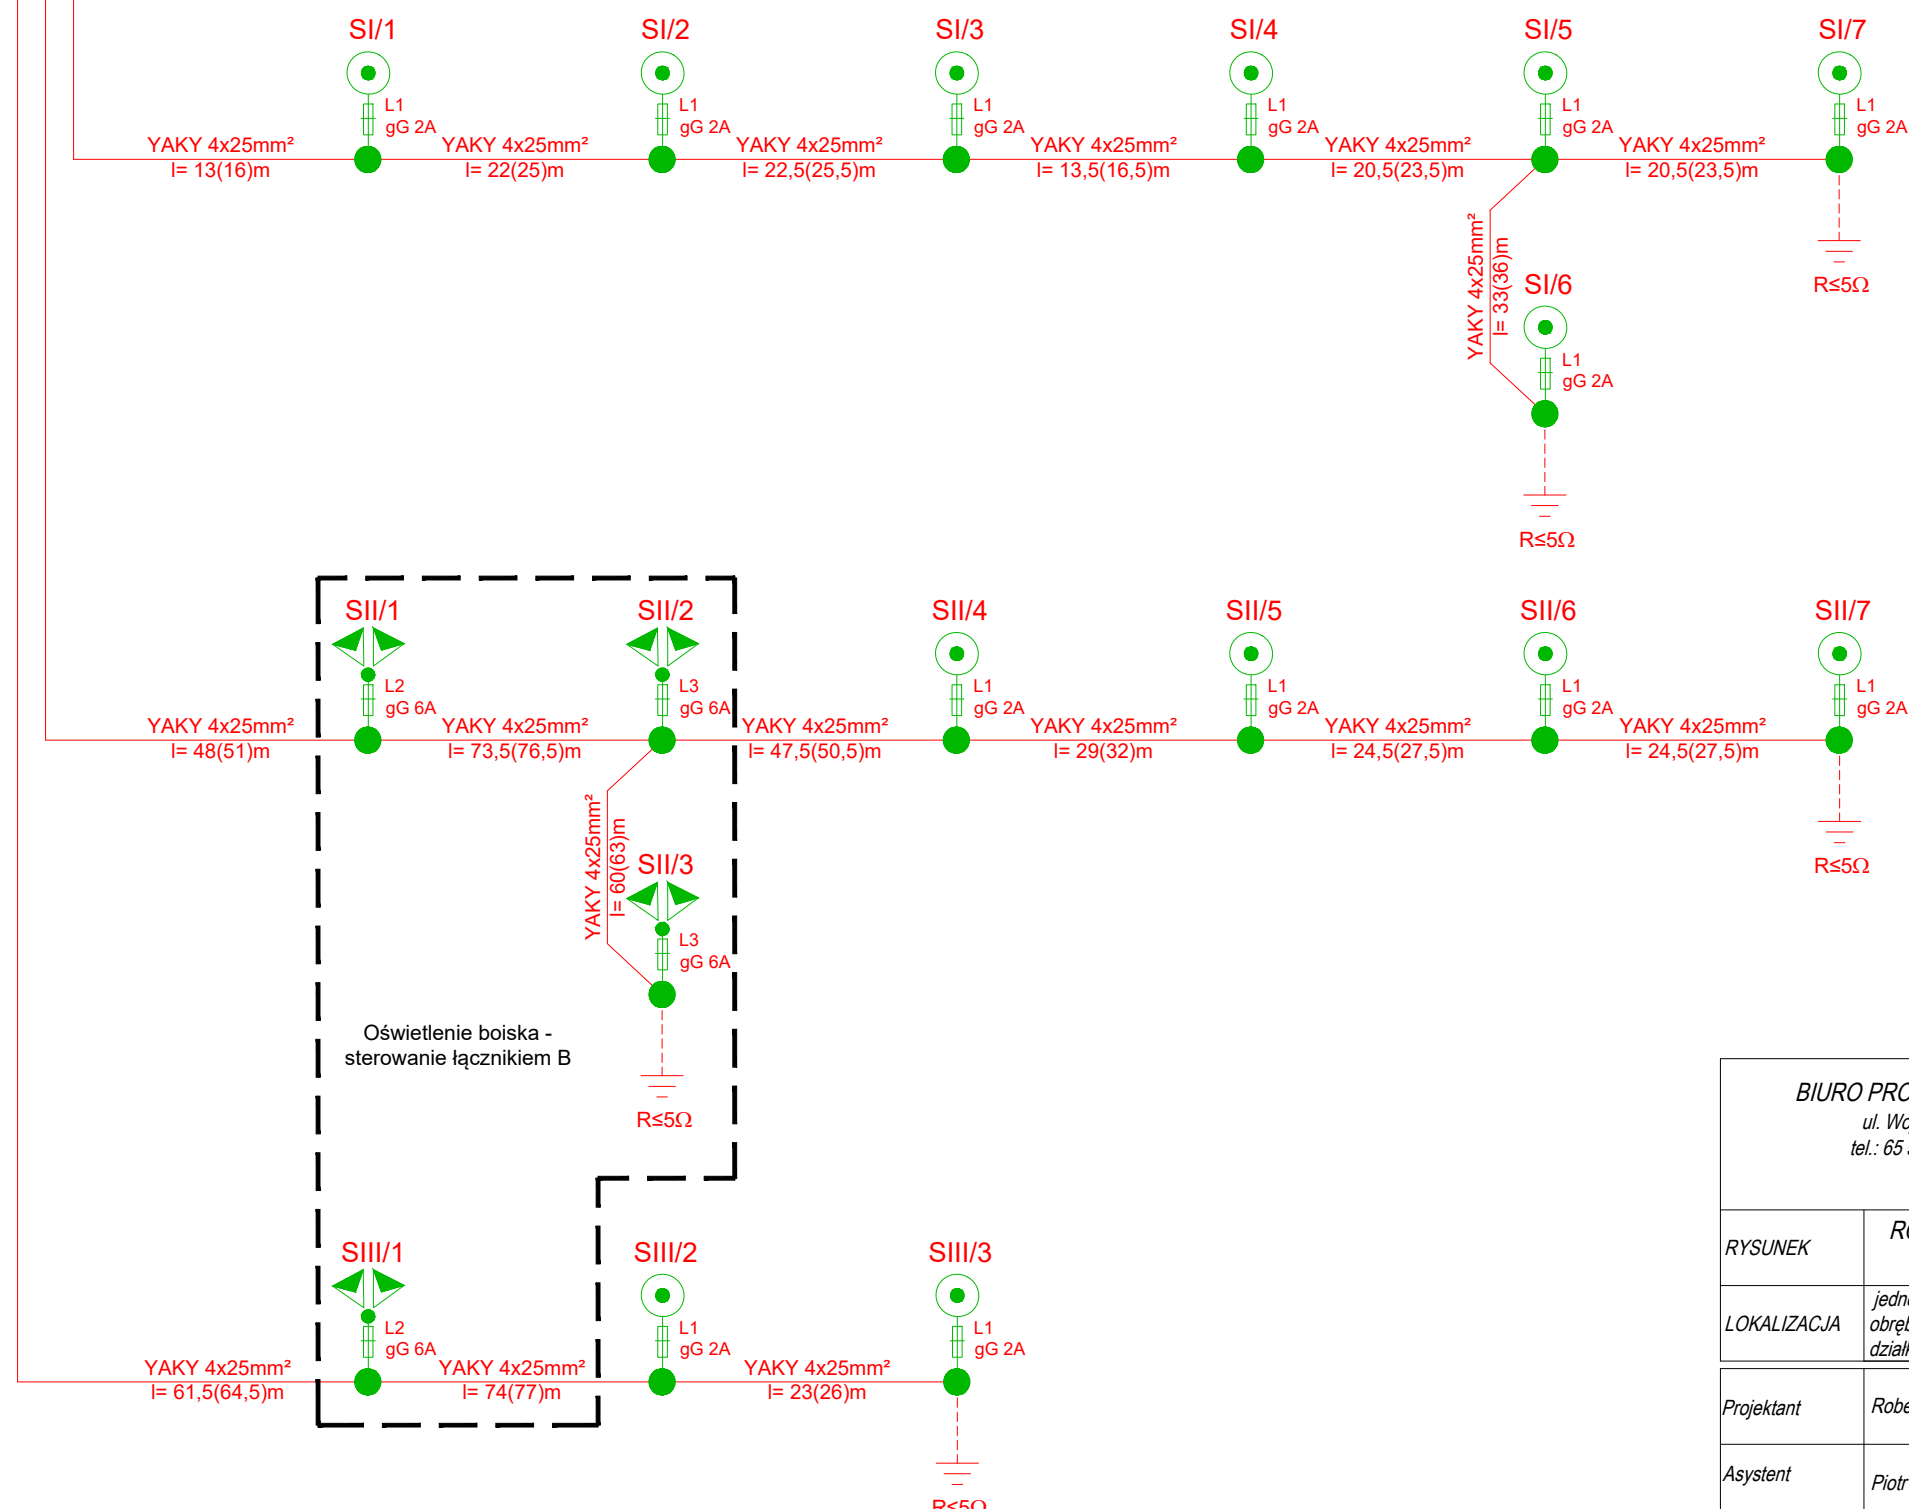 SI/1
SI/2
SI/3
SI/4
SI/5
SI/7
L1
gG 2A
L1
gG 2A
L1
gG 2A
L1
gG 2A
L1
gG 2A
L1
gG 2A
YAKY 4x25mm²
l= 13(16)m
YAKY 4x25mm²
l= 22(25)m
YAKY 4x25mm²
l= 22,5(25,5)m
YAKY 4x25mm²
l= 13,5(16,5)m
YAKY 4x25mm²
l= 20,5(23,5)m
YAKY 4x25mm²
l= 20,5(23,5)m
R≤5Ω
YAKY 4x25mm²
l= 33(36)m
SI/6
L1
gG 2A
R≤5Ω
SII/1
SII/2
SII/4
SII/5
SII/6
SII/7
L2
gG 6A
L3
gG 6A
L1
gG 2A
L1
gG 2A
L1
gG 2A
L1
gG 2A
YAKY 4x25mm²
l= 48(51)m
YAKY 4x25mm²
l= 73,5(76,5)m
YAKY 4x25mm²
l= 47,5(50,5)m
YAKY 4x25mm²
l= 29(32)m
YAKY 4x25mm²
l= 24,5(27,5)m
YAKY 4x25mm²
l= 24,5(27,5)m
R≤5Ω
YAKY 4x25mm²
l= 60(63)m
SII/3
L3
gG 6A
R≤5Ω
Oświetlenie boiska -
sterowanie łącznikiem B
SIII/1
SIII/2
SIII/3
L2
gG 6A
L1
gG 2A
L1
gG 2A
YAKY 4x25mm²
l= 61,5(64,5)m
YAKY 4x25mm²
l= 74(77)m
YAKY 4x25mm²
l= 23(26)m
R≤5Ω
BIURO
ul.
tel.: 65
RYSUNEK
LOKALIZACJA
Projektant
Asystent
Piotr